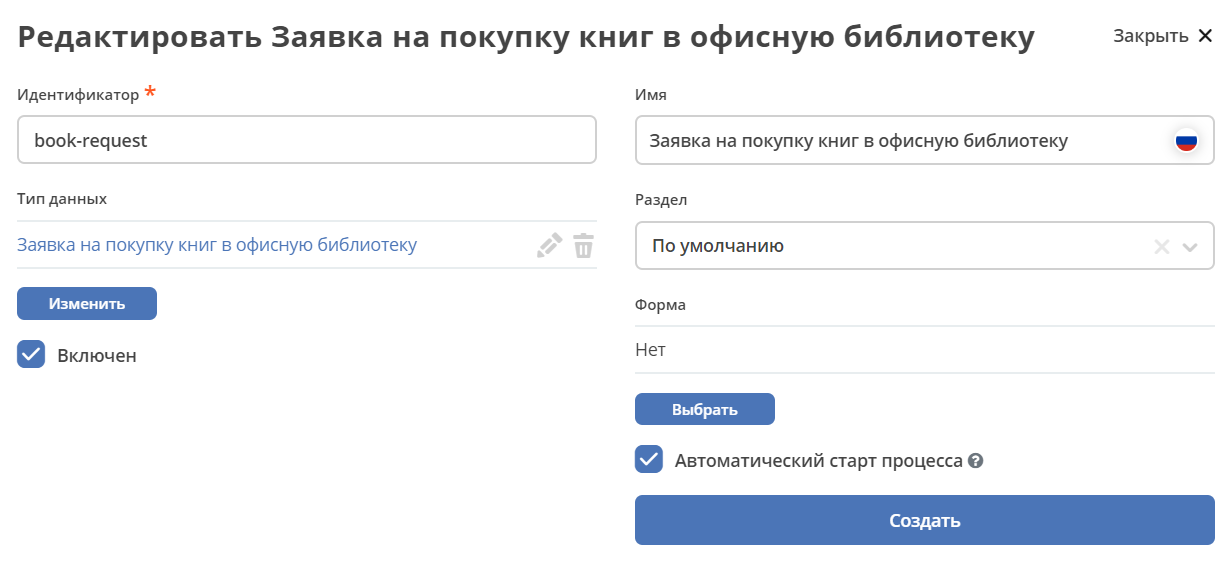 Редактировать Заявка на покупку книг в офисную библиотеку
Закрыть
Идентификатор *
book-request
Имя
Заявка на покупку книг в офисную библиотеку
Тип данных
Заявка на покупку книг в офисную библиотеку
Изменить
Включен
Раздел
По умолчанию
Форма
Нет
Выбрать
Автоматический старт процесса ?
Создать